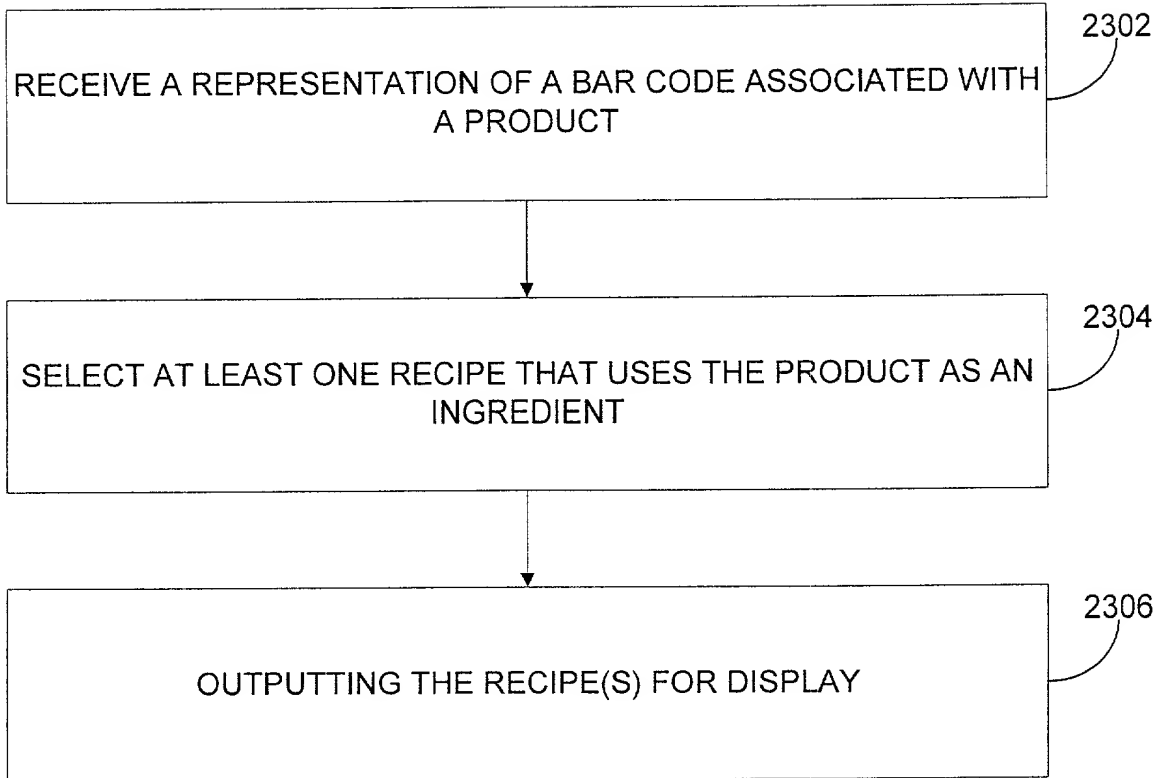 2302
RECEIVE A REPRESENTATION OF A BAR CODE ASSOCIATED WITH
A PRODUCT
2304
SELECT AT LEAST ONE RECIPE THAT USES THE PRODUCT AS AN
INGREDIENT
2306
OUTPUTTING THE RECIPE(S) FOR DISPLAY